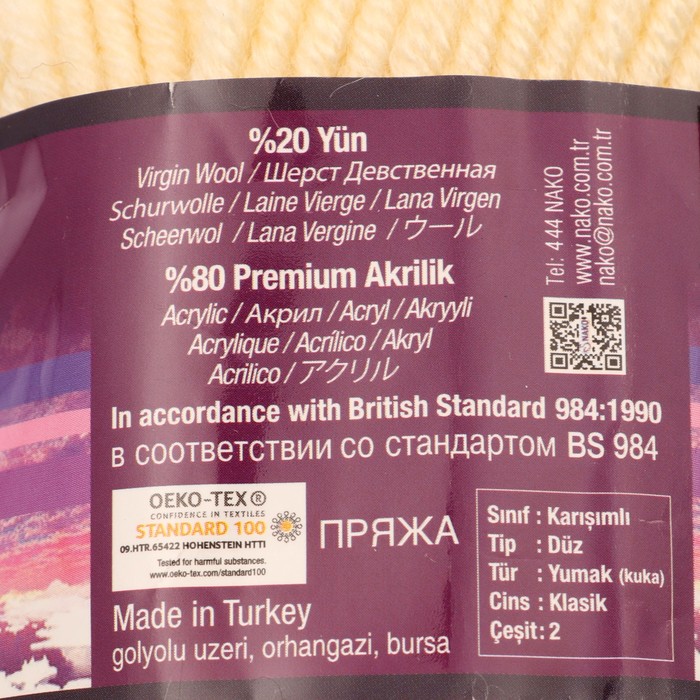 %20 Yün
Virgin Wool / Шерст Девственная
Schurwolle / Laine Vierge / Lana Virgen
Scheerwol / Lana Vergine / ウール
%80 Premium Akrilik
Acrylic / Акрил / Acryl / Akryyli
Acrylique / Acrílico / Akryl
Acrilico / アクリル
Tel: 444 NAKO
www.nako.com.tr
nako@nako.com.tr
NAKO
In accordance with British Standard 984:1990
в соответствии со стандартом BS 984
OEKO-TEX®
CONFIDENCE IN TEXTILES
STANDARD 100
09.HTR.65422 HOHENSTEIN HTTI
Tested for harmful substances.
www.oeko-tex.com/standard100
ПРЯЖА
Sınıf : Karışımlı
Tip : Düz
Tür : Yumak (kuka)
Cins : Klasik
Çeşit : 2
Made in Turkey
golyolu uzeri, orhangazi, bursa